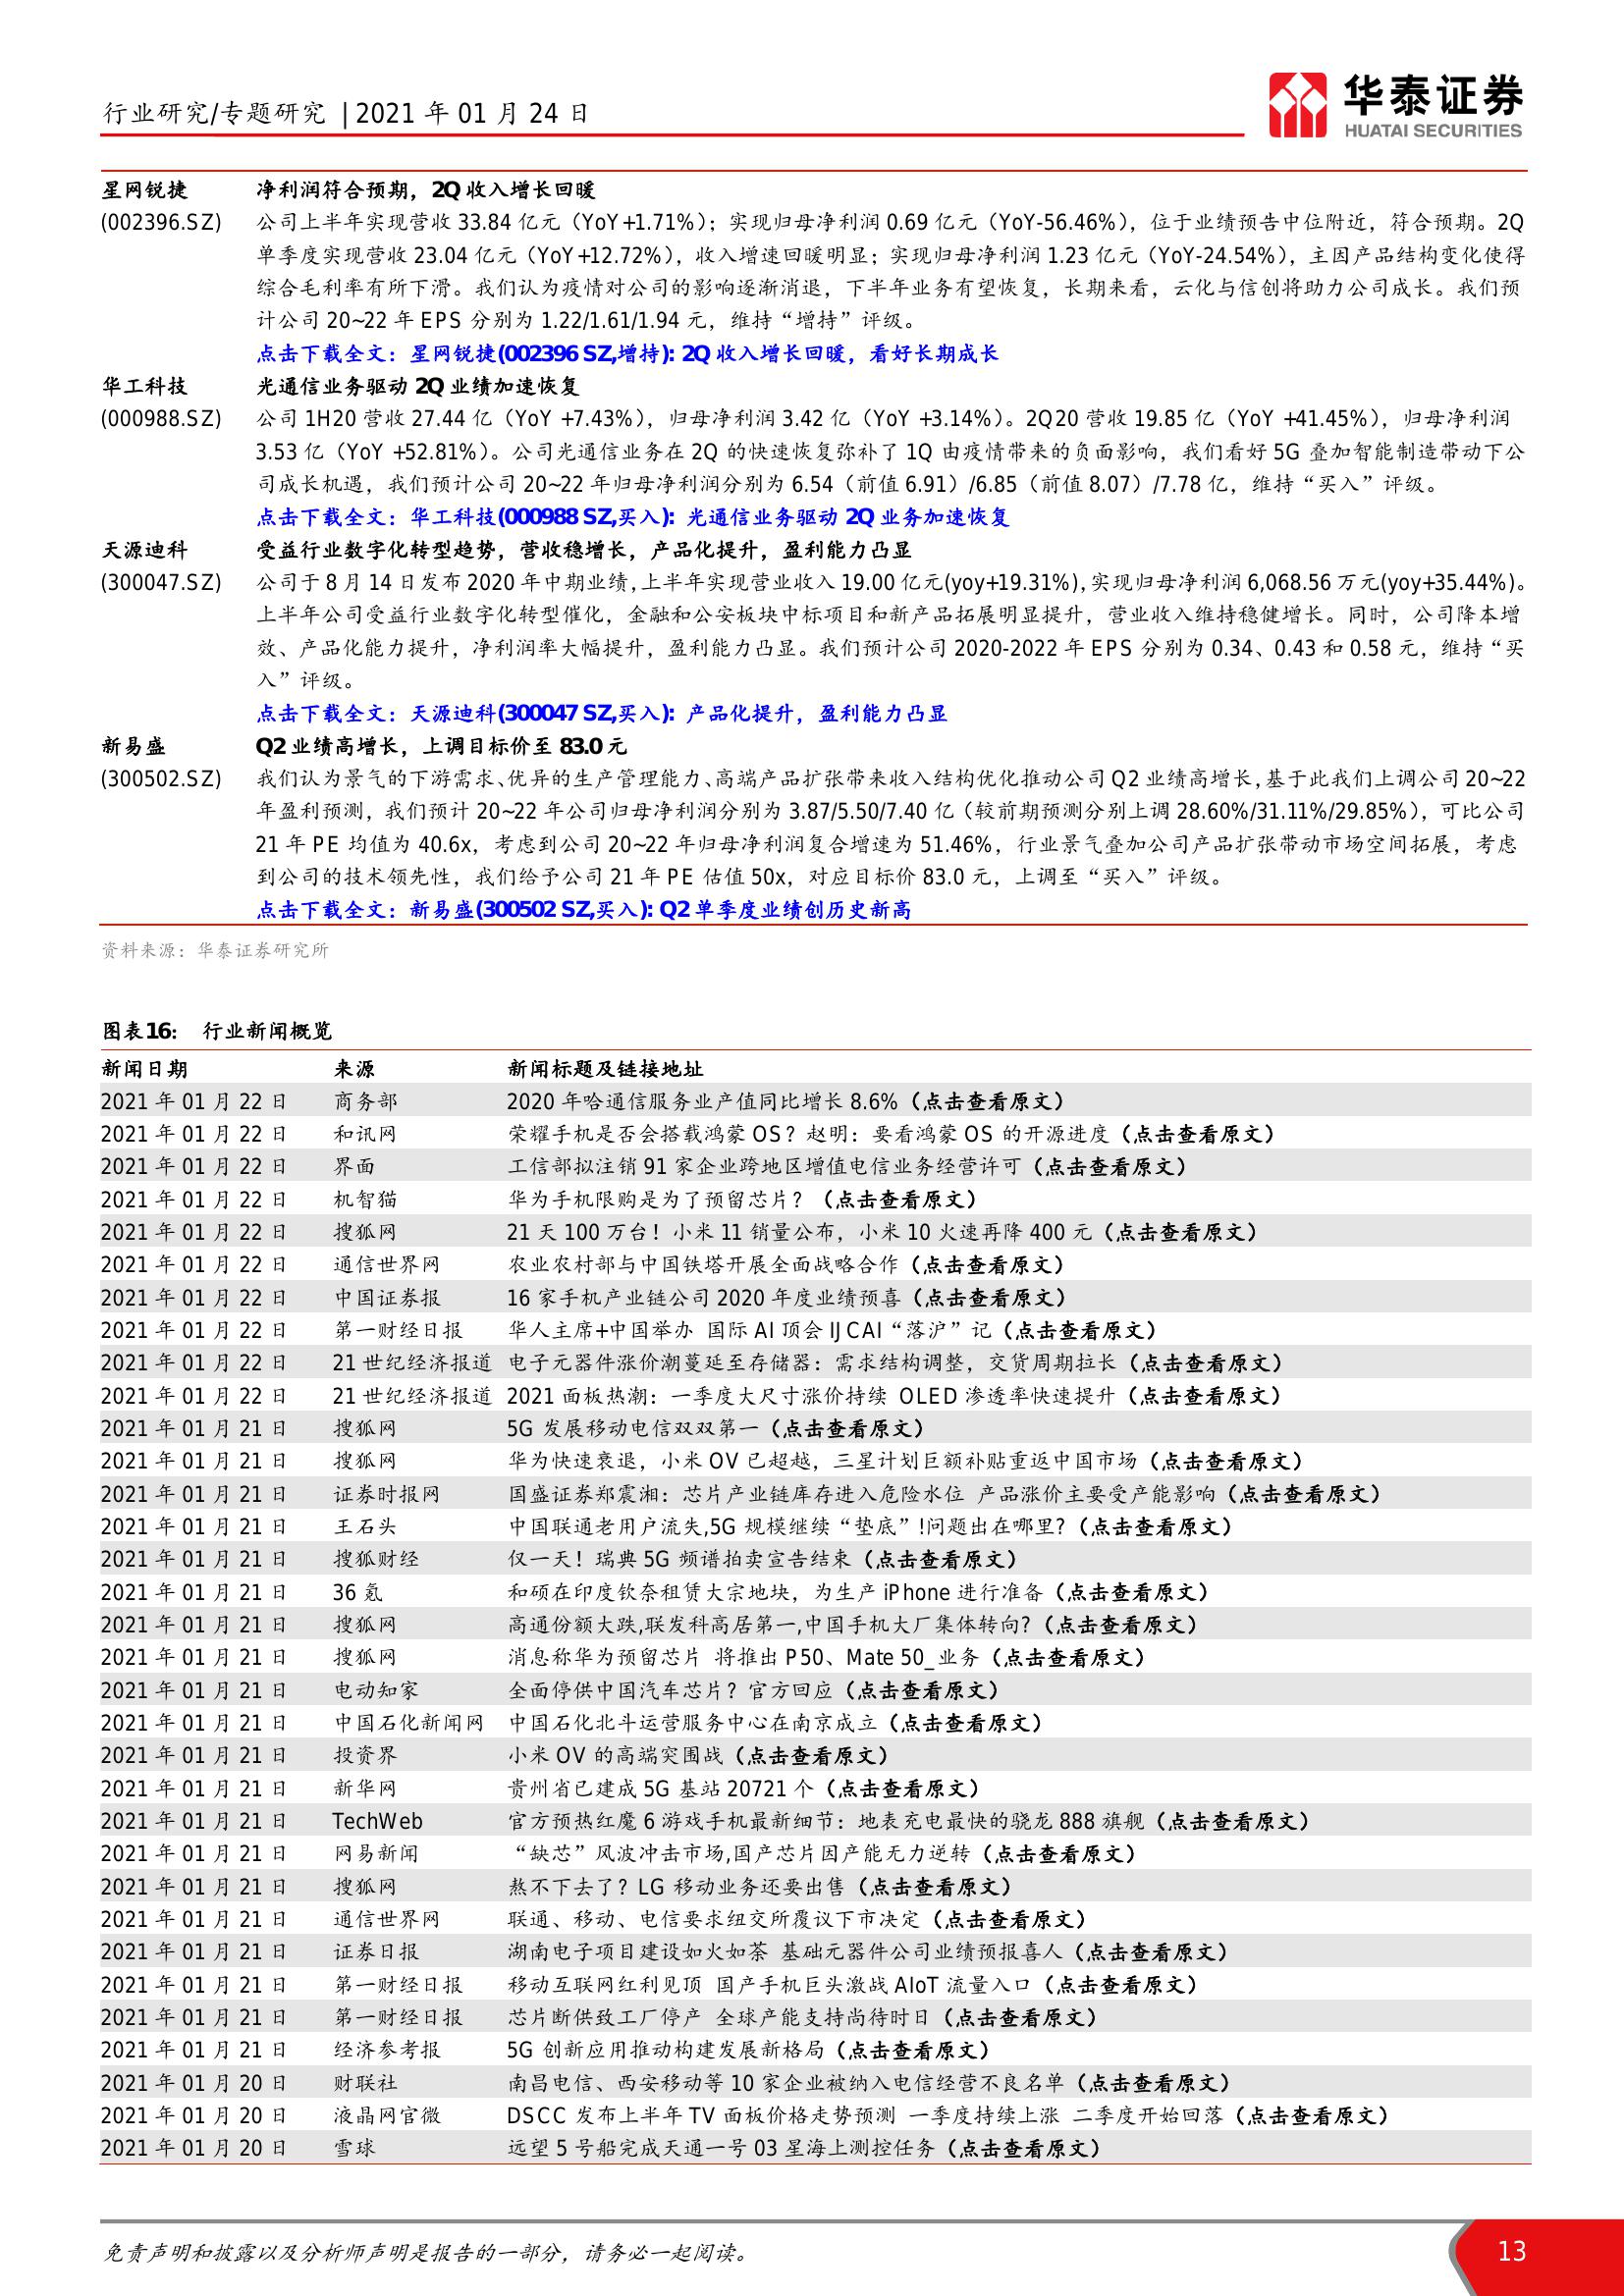 行业研究/专题研究 | 2021 年 01 月 24 日
华泰证券
HUATAI SECURITIES
星网锐捷 净利润符合预期，2Q 收入增长回暖
(002396.SZ) 公司上半年实现营收 33.84 亿元（YoY+1.71%）；实现归母净利润 0.69 亿元（YoY-56.46%），位于业绩预告中位附近，符合预期。2Q
单季度实现营收 23.04 亿元（YoY+12.72%），收入增速回暖明显；实现归母净利润 1.23 亿元（YoY-24.54%），主因产品结构变化使得
综合毛利率有所下滑。我们认为疫情对公司的影响逐渐消退，下半年业务有望恢复，长期来看，云化与信创将助力公司成长。我们预
计公司 20~22 年 EPS 分别为 1.22/1.61/1.94 元，维持“增持”评级。
点击下载全文：星网锐捷(002396 SZ,增持): 2Q 收入增长回暖，看好长期成长
华工科技 光通信业务驱动 2Q 业绩加速恢复
(000988.SZ) 公司 1H20 营收 27.44 亿（YoY +7.43%），归母净利润 3.42 亿（YoY +3.14%）。2Q20 营收 19.85 亿（YoY +41.45%），归母净利润
3.53 亿（YoY +52.81%）。公司光通信业务在 2Q 的快速恢复弥补了 1Q 由疫情带来的负面影响，我们看好 5G 叠加智能制造带动下公
司成长机遇，我们预计公司 20~22 年归母净利润分别为 6.54（前值 6.91）/6.85（前值 8.07）/7.78 亿，维持“买入”评级。
点击下载全文：华工科技(000988 SZ,买入): 光通信业务驱动 2Q 业务加速恢复
天源迪科 受益行业数字化转型趋势，营收稳增长，产品化提升，盈利能力凸显
(300047.SZ) 公司于 8 月 14 日发布 2020 年中期业绩,上半年实现营业收入 19.00 亿元(yoy+19.31%),实现归母净利润 6,068.56 万元(yoy+35.44%)。
上半年公司受益行业数字化转型催化，金融和公安板块中标项目和新产品拓展明显提升，营业收入维持稳健增长。同时，公司降本增
效、产品化能力提升，净利润率大幅提升，盈利能力凸显。我们预计公司 2020-2022 年 EPS 分别为 0.34、0.43 和 0.58 元，维持“买
入”评级。
点击下载全文：天源迪科(300047 SZ,买入): 产品化提升，盈利能力凸显
新易盛 Q2 业绩高增长，上调目标价至 83.0 元
(300502.SZ) 我们认为景气的下游需求、优异的生产管理能力、高端产品扩张带来收入结构优化推动公司 Q2 业绩高增长,基于此我们上调公司 20~22
年盈利预测，我们预计 20~22 年公司归母净利润分别为 3.87/5.50/7.40 亿（较前期预测分别上调 28.60%/31.11%/29.85%），可比公司
21 年 PE 均值为 40.6x，考虑到公司 20~22 年归母净利润复合增速为 51.46%，行业景气叠加公司产品扩张带动市场空间拓展，考虑
到公司的技术领先性，我们给予公司 21 年 PE 估值 50x，对应目标价 83.0 元，上调至“买入”评级。
点击下载全文：新易盛(300502 SZ,买入): Q2 单季度业绩创历史新高
资料来源：华泰证券研究所
图表16： 行业新闻概览
新闻日期 来源 新闻标题及链接地址
2021 年 01 月 22 日 商务部 2020 年哈通信服务业产值同比增长 8.6%（点击查看原文）
2021 年 01 月 22 日 和讯网 荣耀手机是否会搭载鸿蒙 OS？赵明：要看鸿蒙 OS 的开源进度（点击查看原文）
2021 年 01 月 22 日 界面 工信部拟注销 91 家企业跨地区增值电信业务经营许可（点击查看原文）
2021 年 01 月 22 日 机智猫 华为手机限购是为了预留芯片？（点击查看原文）
2021 年 01 月 22 日 搜狐网 21 天 100 万台！小米 11 销量公布，小米 10 火速再降 400 元（点击查看原文）
2021 年 01 月 22 日 通信世界网 农业农村部与中国铁塔开展全面战略合作（点击查看原文）
2021 年 01 月 22 日 中国证券报 16 家手机产业链公司 2020 年度业绩预喜（点击查看原文）
2021 年 01 月 22 日 第一财经日报 华人主席+中国举办 国际 AI 顶会 IJCAI“落沪”记（点击查看原文）
2021 年 01 月 22 日 21 世纪经济报道 电子元器件涨价潮蔓延至存储器：需求结构调整，交货周期拉长（点击查看原文）
2021 年 01 月 22 日 21 世纪经济报道 2021 面板热潮：一季度大尺寸涨价持续 OLED 渗透率快速提升（点击查看原文）
2021 年 01 月 21 日 搜狐网 5G 发展移动电信双双第一（点击查看原文）
2021 年 01 月 21 日 搜狐网 华为快速衰退，小米 OV 已超越，三星计划巨额补贴重返中国市场（点击查看原文）
2021 年 01 月 21 日 证券时报网 国盛证券郑震湘：芯片产业链库存进入危险水位 产品涨价主要受产能影响（点击查看原文）
2021 年 01 月 21 日 王石头 中国联通老用户流失,5G 规模继续“垫底”!问题出在哪里?（点击查看原文）
2021 年 01 月 21 日 搜狐财经 仅一天！瑞典 5G 频谱拍卖宣告结束（点击查看原文）
2021 年 01 月 21 日 36 氪 和硕在印度钦奈租赁大宗地块，为生产 iPhone 进行准备（点击查看原文）
2021 年 01 月 21 日 搜狐网 高通份额大跌,联发科高居第一,中国手机大厂集体转向?（点击查看原文）
2021 年 01 月 21 日 搜狐网 消息称华为预留芯片 将推出 P50、Mate 50_业务（点击查看原文）
2021 年 01 月 21 日 电动知家 全面停供中国汽车芯片？官方回应（点击查看原文）
2021 年 01 月 21 日 中国石化新闻网 中国石化北斗运营服务中心在南京成立（点击查看原文）
2021 年 01 月 21 日 投资界 小米 OV 的高端突围战（点击查看原文）
2021 年 01 月 21 日 新华网 贵州省已建成 5G 基站 20721 个（点击查看原文）
2021 年 01 月 21 日 TechWeb 官方预热红魔 6 游戏手机最新细节：地表充电最快的骁龙 888 旗舰（点击查看原文）
2021 年 01 月 21 日 网易新闻 “缺芯”风波冲击市场,国产芯片因产能无力逆转（点击查看原文）
2021 年 01 月 21 日 搜狐网 熬不下去了？LG 移动业务还要出售（点击查看原文）
2021 年 01 月 21 日 通信世界网 联通、移动、电信要求纽交所覆议下市决定（点击查看原文）
2021 年 01 月 21 日 证券日报 湖南电子项目建设如火如荼 基础元器件公司业绩预报喜人（点击查看原文）
2021 年 01 月 21 日 第一财经日报 移动互联网红利见顶 国产手机巨头激战 AIoT 流量入口（点击查看原文）
2021 年 01 月 21 日 第一财经日报 芯片断供致工厂停产 全球产能支持尚待时日（点击查看原文）
2021 年 01 月 21 日 经济参考报 5G 创新应用推动构建发展新格局（点击查看原文）
2021 年 01 月 20 日 财联社 南昌电信、西安移动等 10 家企业被纳入电信经营不良名单（点击查看原文）
2021 年 01 月 20 日 液晶网官微 DSCC 发布上半年 TV 面板价格走势预测 一季度持续上涨 二季度开始回落（点击查看原文）
2021 年 01 月 20 日 雪球 远望 5 号船完成天通一号 03 星海上测控任务（点击查看原文）
免责声明和披露以及分析师声明是报告的一部分，请务必一起阅读。
13